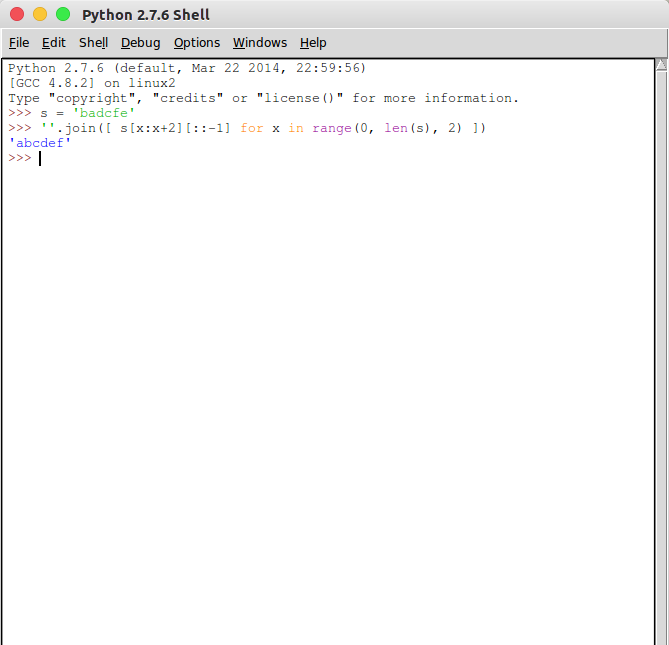 Python 2.7.6 Shell
File Edit Shell Debug Options Windows Help
Python 2.7.6 (default, Mar 22 2014, 22:59:56)
[GCC 4.8.2] on linux2
Type "copyright", "credits" or "license()" for more information.
>>> s = 'badcfe'
>>> ''.join([ s[x:x+2][::-1] for x in range(0, len(s), 2) ])
'abcdef'
>>>